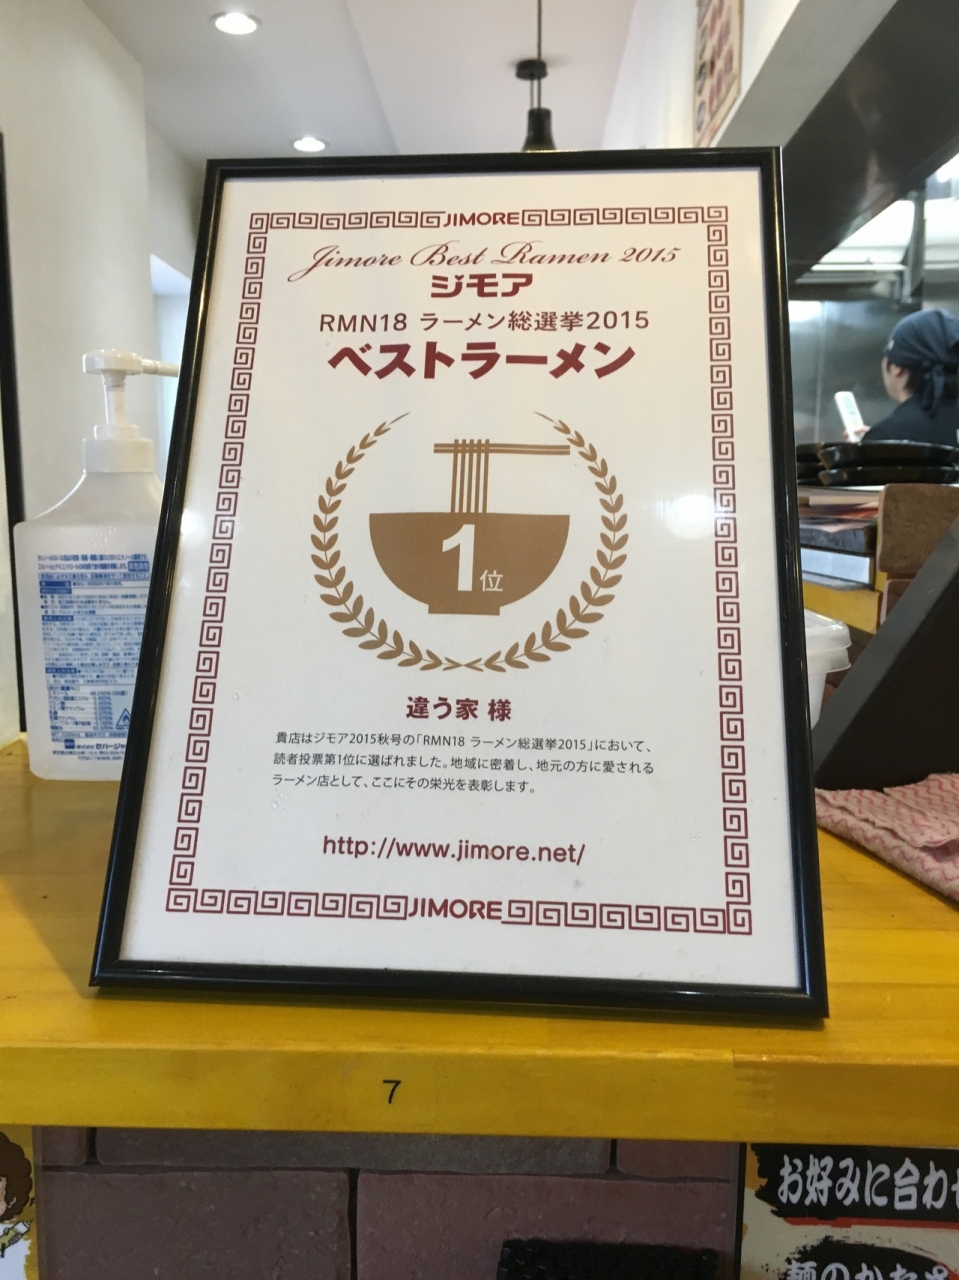 JIMORE
Jimore Best Ramen 2015
ジモア
RMN18 ラーメン総選挙2015
ベストラーメン
1位
違う家 様
貴店はジモア2015秋号の「RMN18 ラーメン総選挙2015」において、
読者投票第1位に選ばれました。地域に密着し、地元の方に愛される
ラーメン店として、ここにその栄光を表彰します。
http://www.jimore.net/
JIMORE
7
お好みに合わせ